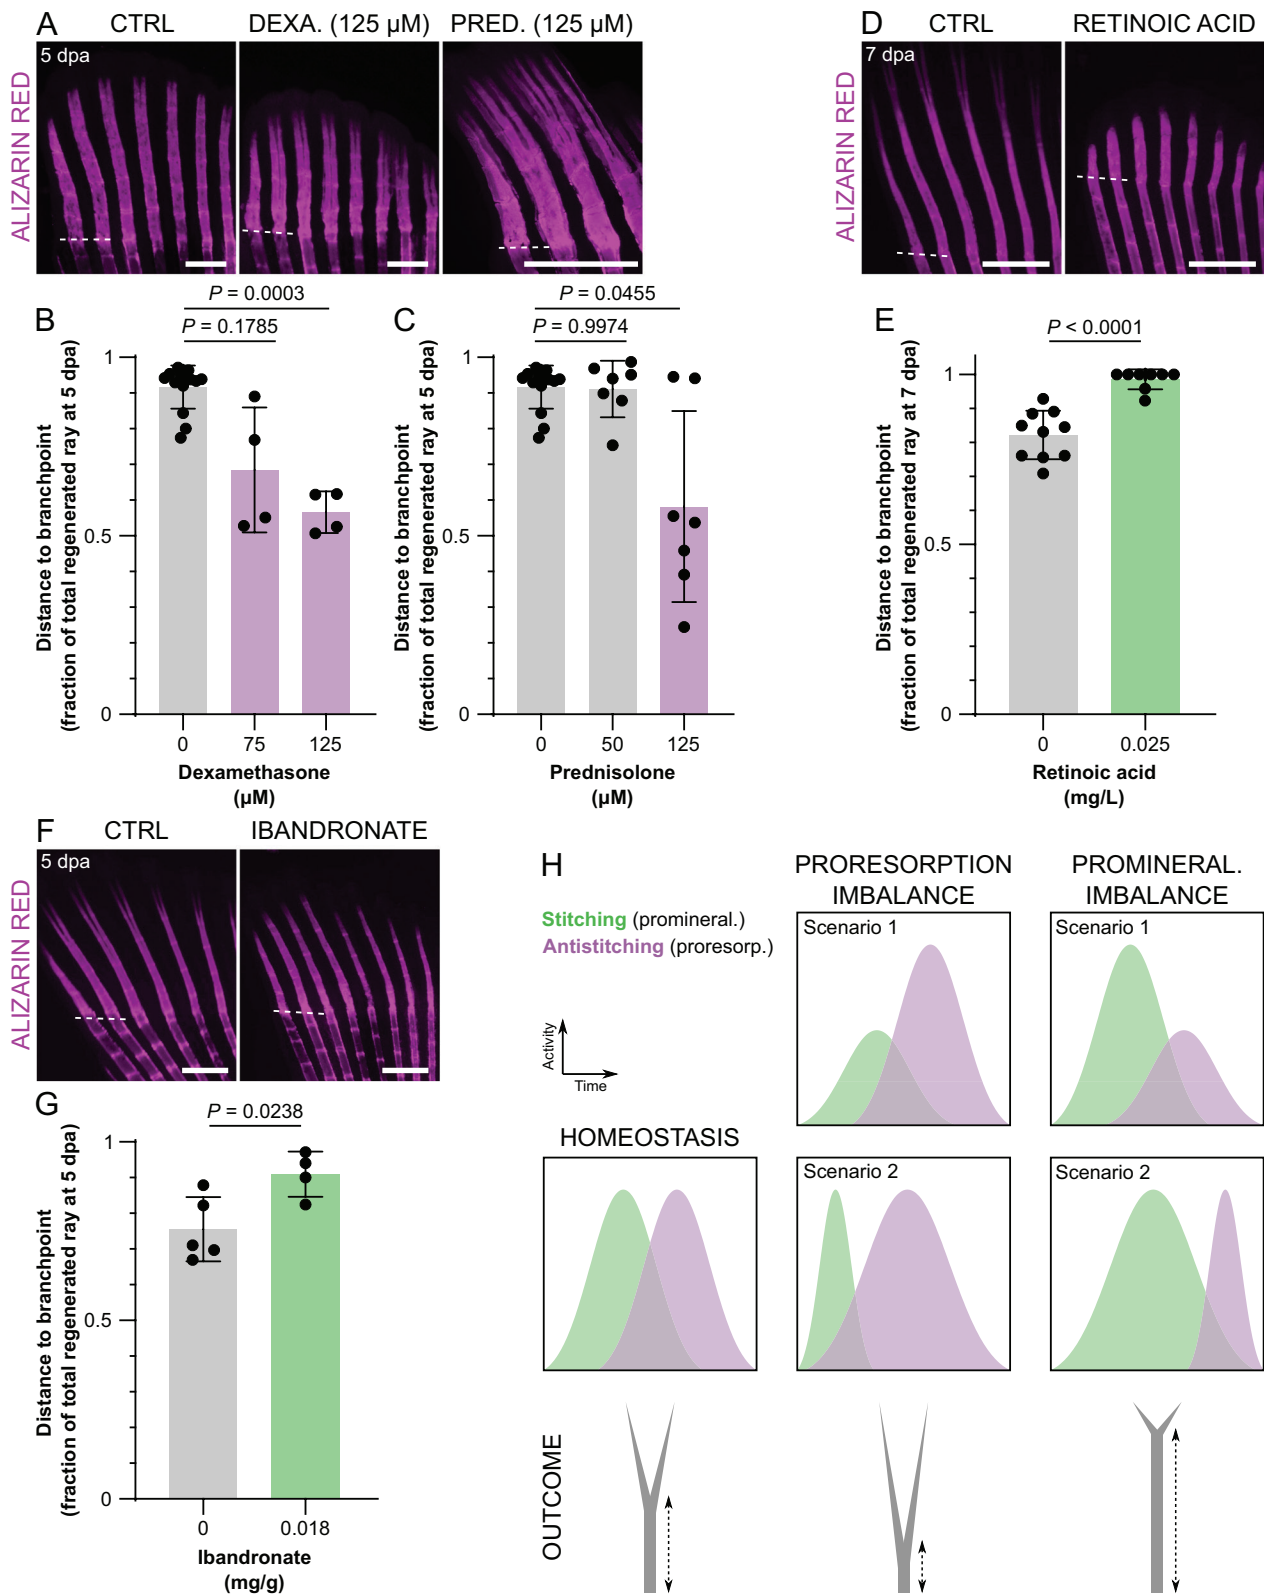 A
CTRL
DEXA. (125 µM)
PRED. (125 µM)
5 dpa
ALIZARIN RED
D
CTRL
RETINOIC ACID
7 dpa
ALIZARIN RED
B
P = 0.0003
P = 0.1785
Distance to branchpoint
(fraction of total regenerated ray at 5 dpa)
1
0.5
0
0
75
125
Dexamethasone
(µM)
C
P = 0.0455
P = 0.9974
Distance to branchpoint
(fraction of total regenerated ray at 5 dpa)
1
0.5
0
0
50
125
Prednisolone
(µM)
E
P < 0.0001
Distance to branchpoint
(fraction of total regenerated ray at 7 dpa)
1
0.5
0
0
0.025
Retinoic acid
(mg/L)
F
CTRL
IBANDRONATE
5 dpa
ALIZARIN RED
G
P = 0.0238
Distance to branchpoint
(fraction of total regenerated ray at 5 dpa)
1
0.5
0
0
0.018
Ibandronate
(mg/g)
H
PRORESORPTION
IMBALANCE
PROMINERAL.
IMBALANCE
Stitching (promineral.)
Antistitching (proresorp.)
Activity
Time
Scenario 1
Scenario 1
HOMEOSTASIS
Scenario 2
Scenario 2
OUTCOME